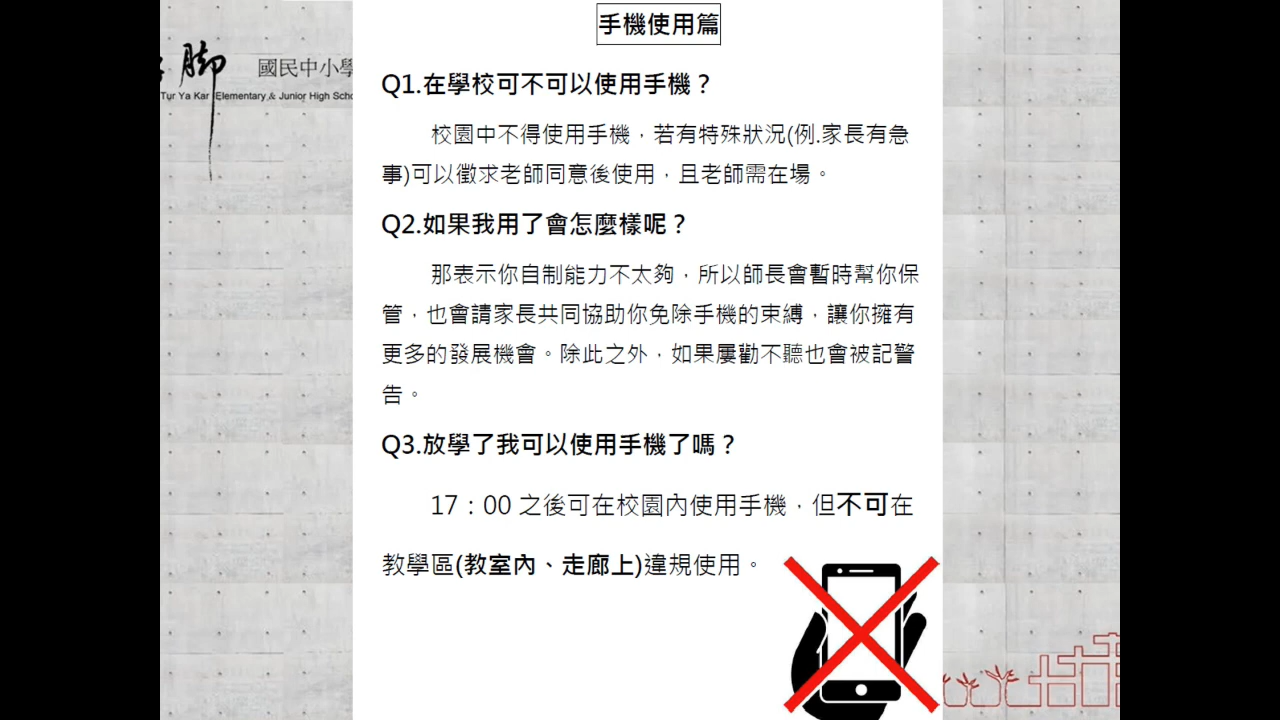 手機使用篇
脚
國民中小學
Tur Ya Kar Elementary & Junior High
Q1.在學校可不可以使用手機？
校園中不得使用手機，若有特殊狀況(例.家長有急
事)可以徵求老師同意後使用，且老師需在場。
Q2.如果我用了會怎麼樣呢？
那表示你自制能力不太夠，所以師長會暫時幫你保
管，也會請家長共同協助你免除手機的束縛，讓你擁有
更多的發展機會。除此之外，如果屢勸不聽也會被記警
告。
Q3.放學了我可以使用手機了嗎？
17：00 之後可在校園內使用手機，但不可在
教學區(教室內、走廊上)違規使用。